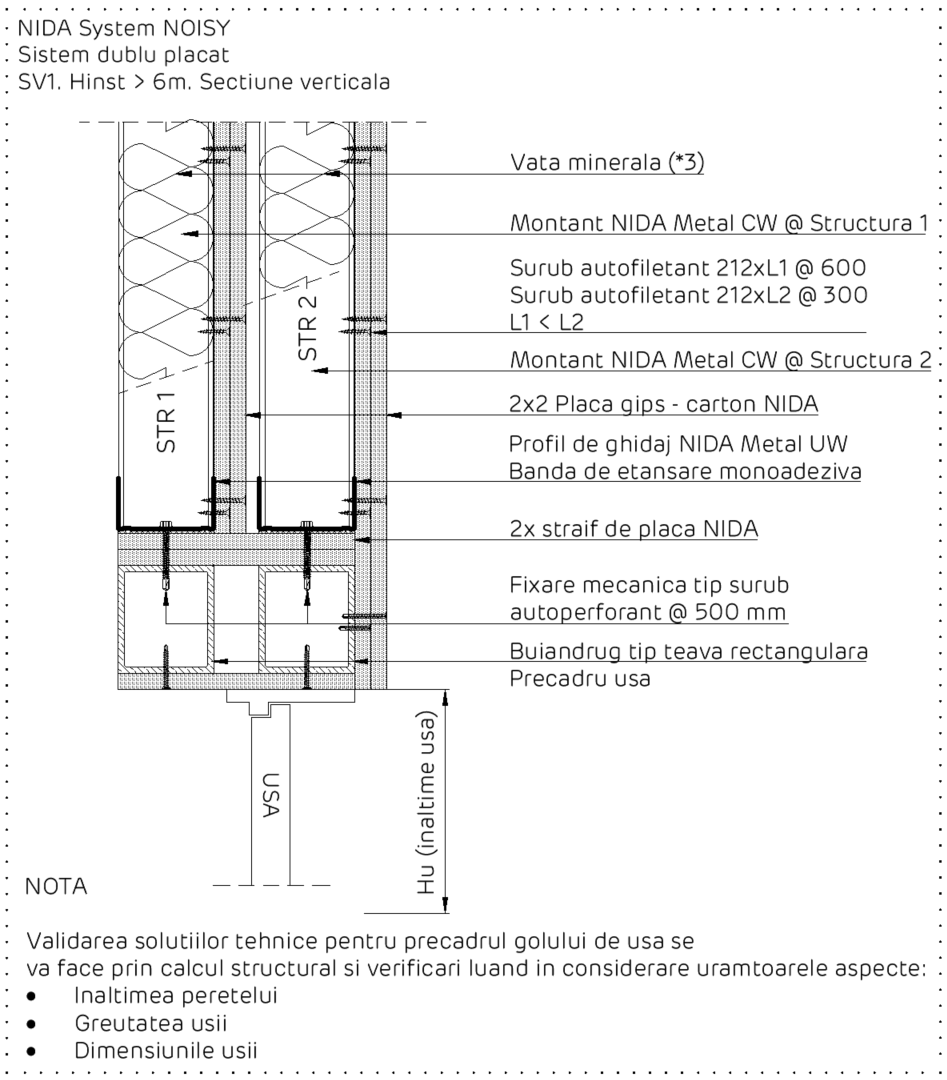 NIDA System NOISY
Sistem dublu placat
SV1. Hinst > 6m. Sectiune verticala
Vata minerala (*3)
Montant NIDA Metal CW @ Structura 1
Surub autofiletant 212xL1 @ 600
Surub autofiletant 212xL2 @ 300
L1 < L2
STR 2
Montant NIDA Metal CW @ Structura 2
STR 1
2x2 Placa gips - carton NIDA
Profil de ghidaj NIDA Metal UW
Banda de etansare monoadeziva
2x straif de placa NIDA
Fixare mecanica tip surub
autoperforant @ 500 mm
Buiandrug tip teava rectangulara
Precadru usa
USA
Hu (inaltime usa)
NOTA
Validarea solutiilor tehnice pentru precadrul golului de usa se
va face prin calcul structural si verificari luand in considerare uramtoarele aspecte:
● Inaltimea peretelui
● Greutatea usii
● Dimensiunile usii